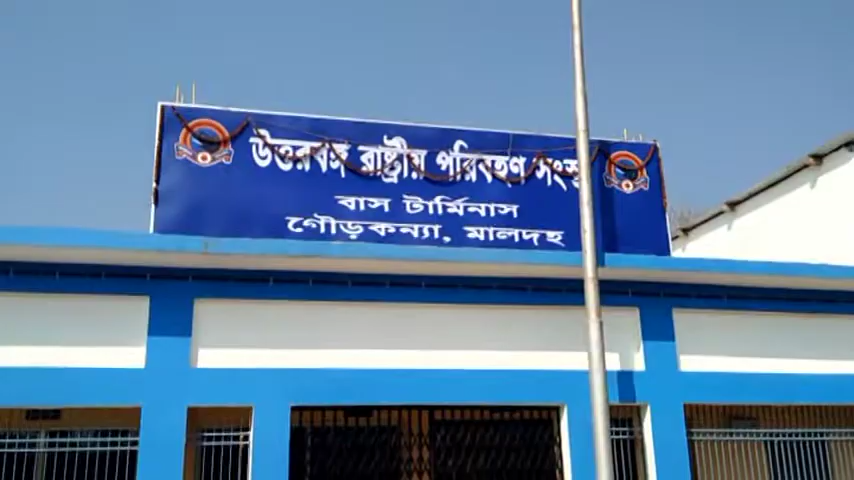 উত্তরবঙ্গ রাষ্ট্রীয় পরিবহণ সংস্থা
বাস টার্মিনাস
গৌড়কন্যা, মালদহ